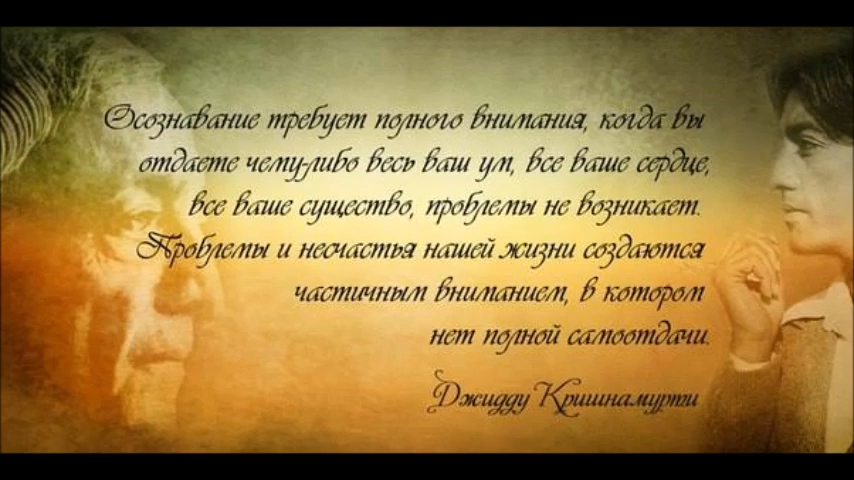 Осознавание требует полного внимания, когда вы
отдаете чему-либо весь ваш ум, все ваше сердце,
все ваше существо, проблемы не возникает.
Проблемы и несчастья нашей жизни создаются
частичным вниманием, в котором
нет полной самоотдачи.
Джидду Кришнамурти